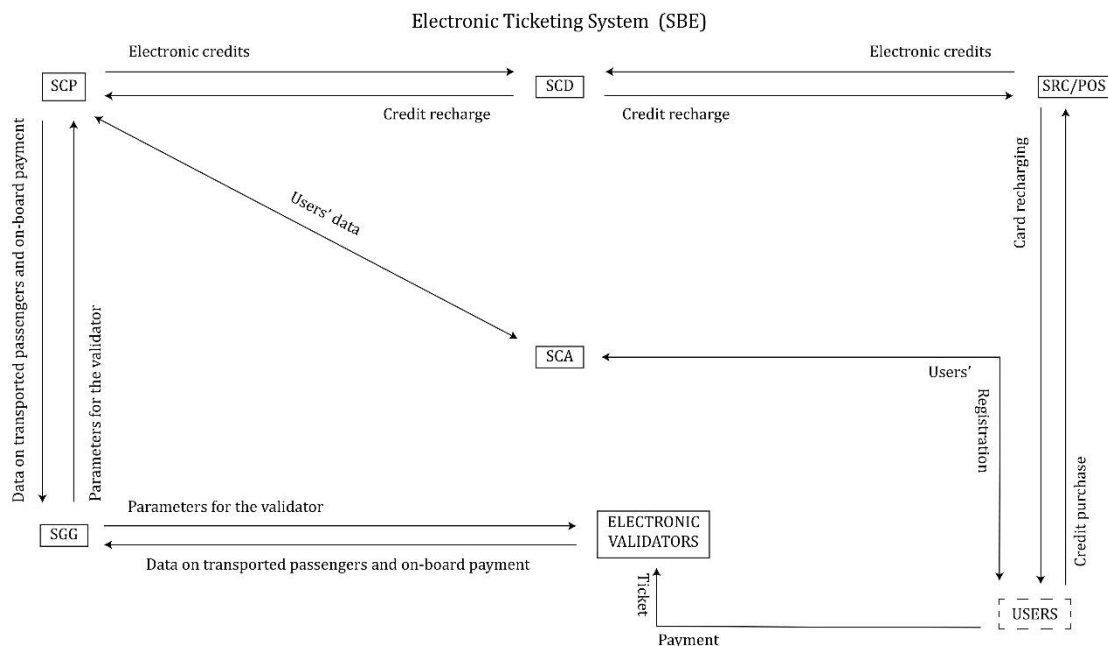 Electronic Ticketing System (SBE)
Electronic credits
Electronic credits
SCP
SCD
SRC/POS
Credit recharge
Credit recharge
Data on transported passengers and on-board payment
Parameters for the validator
Users' data
Card recharging
Credit purchase
SCA
Users'
Registration
Parameters for the validator
SGG
ELECTRONIC
VALIDATORS
Data on transported passengers and on-board payment
Ticket
USERS
Payment